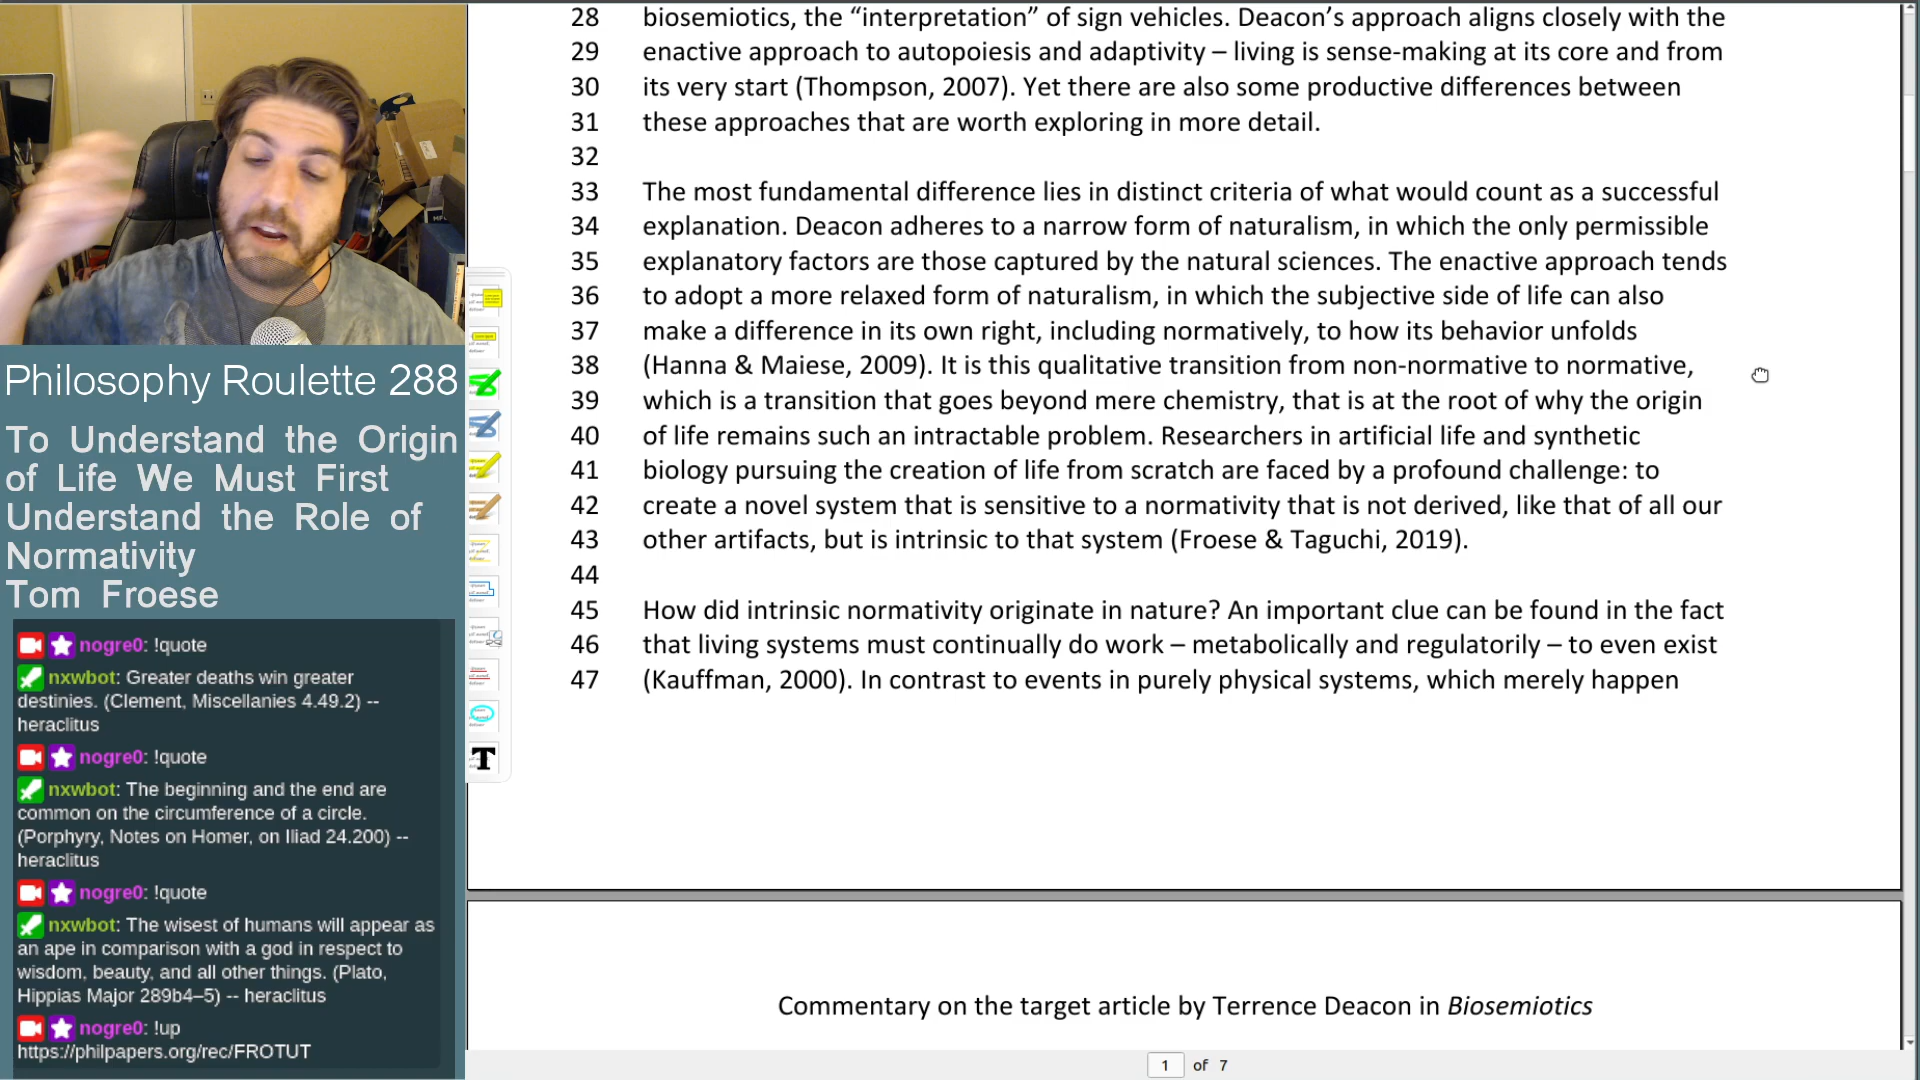 28 biosemiotics, the “interpretation” of sign vehicles. Deacon’s approach aligns closely with the
29 enactive approach to autopoiesis and adaptivity – living is sense-making at its core and from
30 its very start (Thompson, 2007). Yet there are also some productive differences between
31 these approaches that are worth exploring in more detail.
32
33 The most fundamental difference lies in distinct criteria of what would count as a successful
34 explanation. Deacon adheres to a narrow form of naturalism, in which the only permissible
35 explanatory factors are those captured by the natural sciences. The enactive approach tends
36 to adopt a more relaxed form of naturalism, in which the subjective side of life can also
37 make a difference in its own right, including normatively, to how its behavior unfolds
38 (Hanna & Maiese, 2009). It is this qualitative transition from non-normative to normative,
39 which is a transition that goes beyond mere chemistry, that is at the root of why the origin
40 of life remains such an intractable problem. Researchers in artificial life and synthetic
41 biology pursuing the creation of life from scratch are faced by a profound challenge: to
42 create a novel system that is sensitive to a normativity that is not derived, like that of all our
43 other artifacts, but is intrinsic to that system (Froese & Taguchi, 2019).
44
45 How did intrinsic normativity originate in nature? An important clue can be found in the fact
46 that living systems must continually do work – metabolically and regulatorily – to even exist
47 (Kauffman, 2000). In contrast to events in purely physical systems, which merely happen
Commentary on the target article by Terrence Deacon in Biosemiotics
1 of 7
T
Philosophy Roulette 288
To Understand the Origin
of Life We Must First
Understand the Role of
Normativity
Tom Froese
nogre0: !quote
nxwbot: Greater deaths win greater
destinies. (Clement, Miscellanies 4.49.2) --
heraclitus
nogre0: !quote
nxwbot: The beginning and the end are
common on the circumference of a circle.
(Porphyry, Notes on Homer, on Iliad 24.200) --
heraclitus
nogre0: !quote
nxwbot: The wisest of humans will appear as
an ape in comparison with a god in respect to
wisdom, beauty, and all other things. (Plato,
Hippias Major 289b4–5) -- heraclitus
nogre0: !up
https://philpapers.org/rec/FROTUT